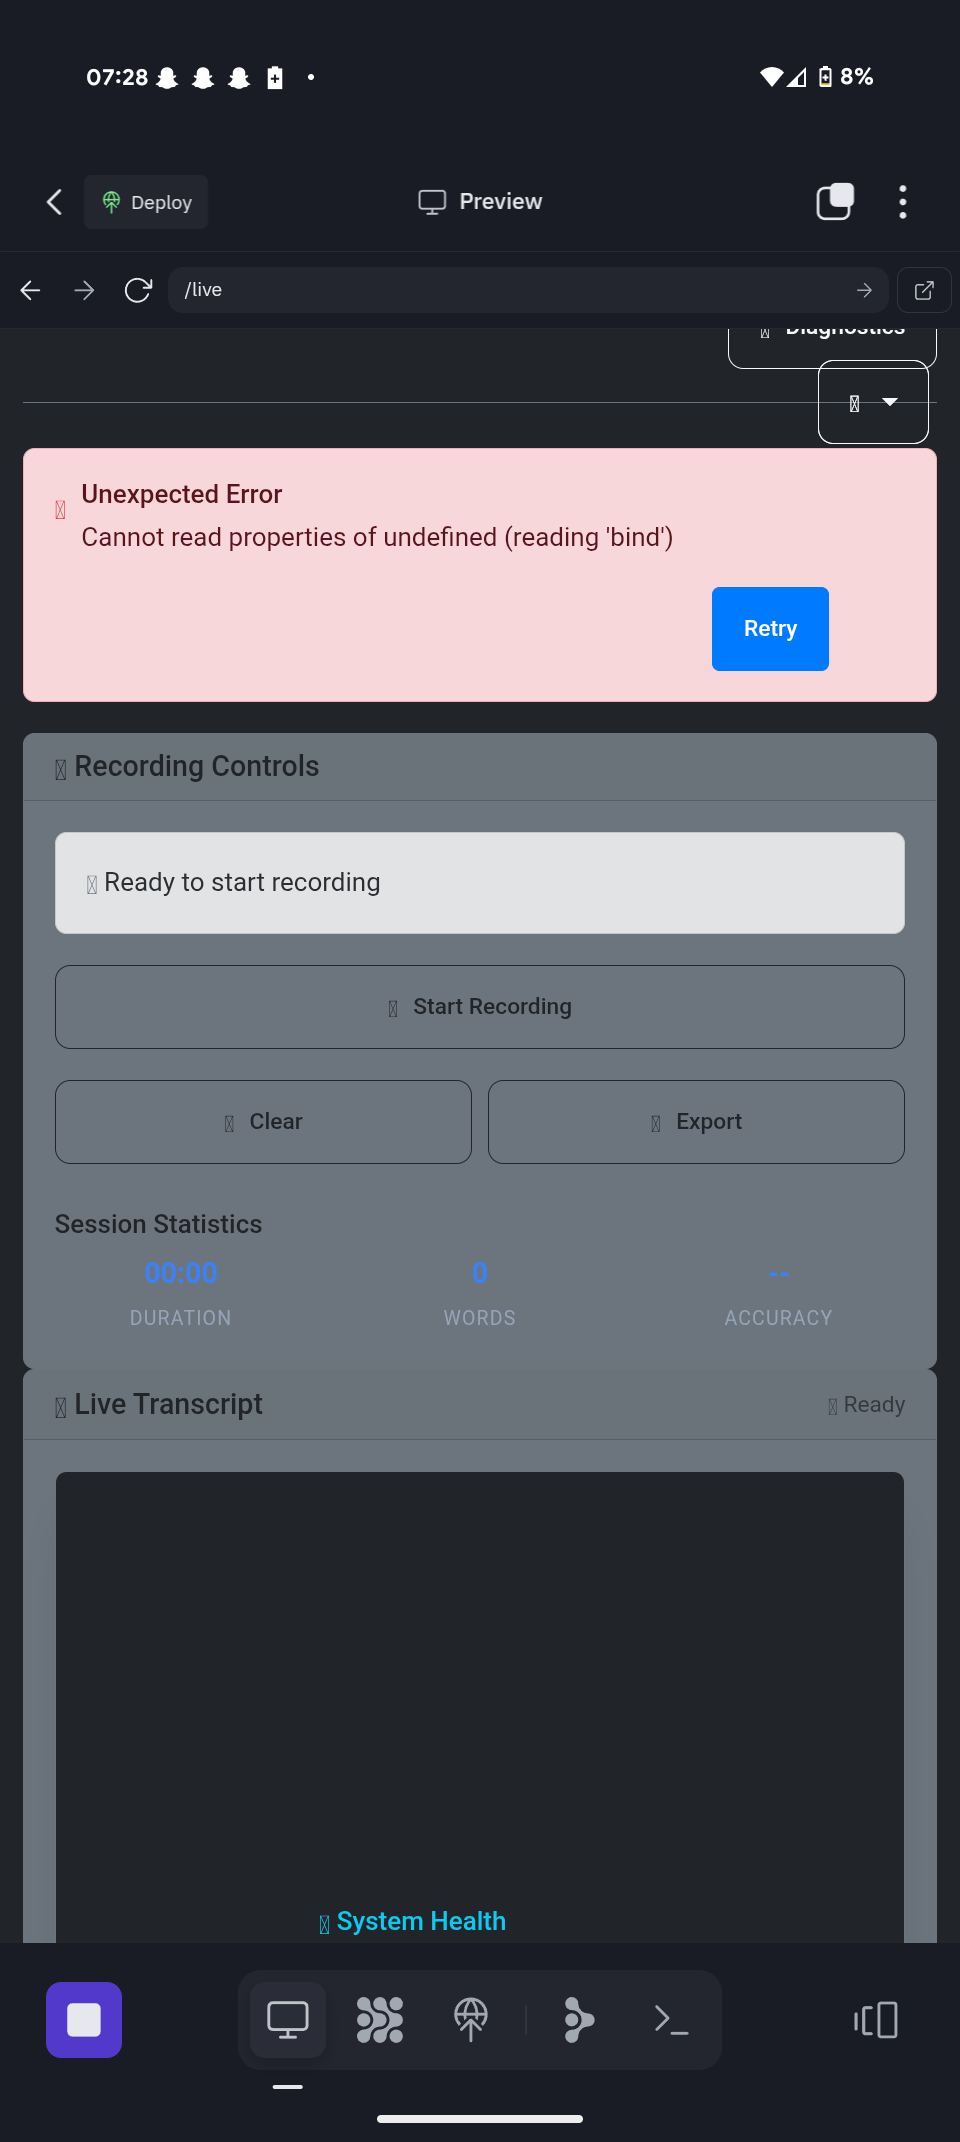 07:28
8%
Deploy
Preview
/live
Diagnostics
Unexpected Error
Cannot read properties of undefined (reading 'bind')
Retry
Recording Controls
Ready to start recording
Start Recording
Clear
Export
Session Statistics
00:00
0
--
DURATION
WORDS
ACCURACY
Live Transcript
Ready
System Health